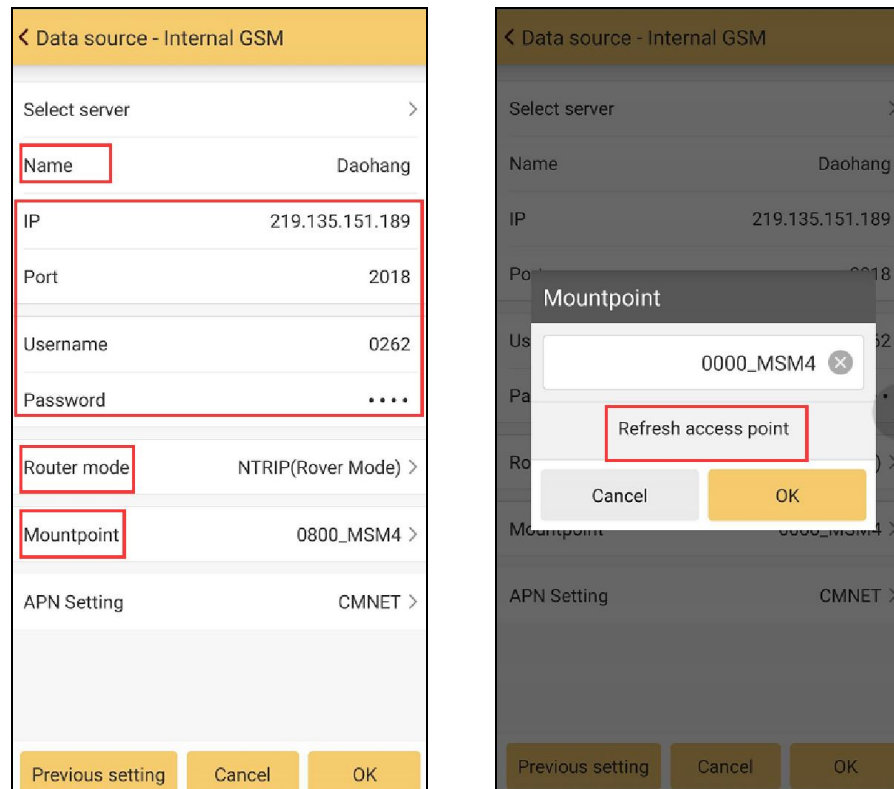 Data source - Internal GSM
Select server
Name Daohang
IP 219.135.151.189
Port 2018
Username 0262
Password ••••
Router mode NTRIP(Rover Mode)
Mountpoint 0800_MSM4
APN Setting CMNET
Previous setting Cancel OK
Data source - Internal GSM
Select server
Name Daohang
IP 219.135.151.189
Mountpoint
0000_MSM4
Refresh access point
Cancel OK
Mountpoint
APN Setting CMNET
Previous setting Cancel OK